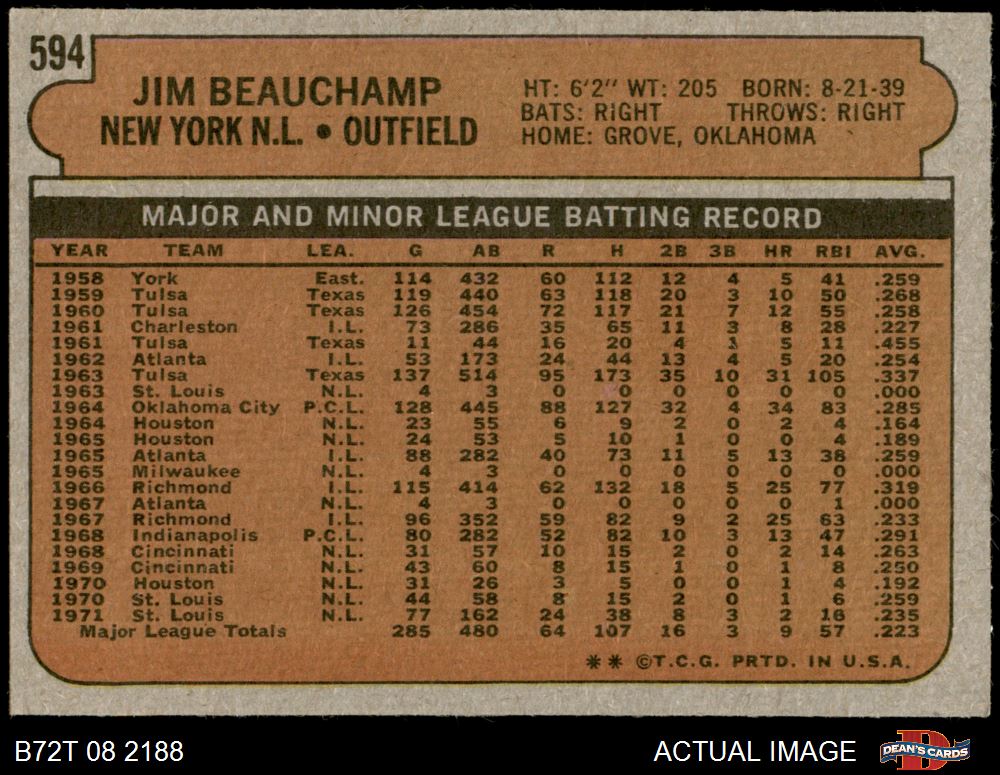 594
JIM BEAUCHAMP
NEW YORK N.L. • OUTFIELD
HT: 6'2" WT: 205 BORN: 8-21-39
BATS: RIGHT THROWS: RIGHT
HOME: GROVE, OKLAHOMA
MAJOR AND MINOR LEAGUE BATTING RECORD
YEAR TEAM LEA. G AB R H 2B 3B HR RBI AVG.
1958 York East. 114 432 60 112 12 4 5 41 .259
1959 Tulsa Texas 119 440 63 118 20 3 10 50 .268
1960 Tulsa Texas 126 454 72 117 21 7 12 55 .258
1961 Charleston I.L. 73 286 35 65 11 3 8 28 .227
1961 Tulsa Texas 11 44 16 20 4 1 5 11 .455
1962 Atlanta I.L. 53 173 24 44 13 4 5 20 .254
1963 Tulsa Texas 137 514 95 173 35 10 31 105 .337
1963 St. Louis N.L. 4 3 0 0 0 0 0 0 .000
1964 Oklahoma City P.C.L. 128 445 88 127 32 4 34 83 .285
1964 Houston N.L. 23 55 6 9 2 0 2 4 .164
1965 Houston N.L. 24 53 5 10 1 0 0 4 .189
1965 Atlanta I.L. 88 282 40 73 11 5 13 38 .259
1965 Milwaukee N.L. 4 3 0 0 0 0 0 0 .000
1966 Richmond I.L. 115 414 62 132 18 5 25 77 .319
1967 Atlanta N.L. 4 3 0 0 0 0 0 1 .000
1967 Richmond I.L. 96 352 59 82 9 2 25 63 .233
1968 Indianapolis P.C.L. 80 282 52 82 10 3 13 47 .291
1968 Cincinnati N.L. 31 57 10 15 2 0 2 14 .263
1969 Cincinnati N.L. 43 60 8 15 1 0 1 8 .250
1970 Houston N.L. 31 26 3 5 0 0 1 4 .192
1970 St. Louis N.L. 44 58 8 15 2 0 1 6 .259
1971 St. Louis N.L. 77 162 24 38 8 3 2 16 .235
Major League Totals 285 480 64 107 16 3 9 57 .223
** ©T.C.G. PRTD. IN U.S.A.
B72T 08 2188 ACTUAL IMAGE DEAN'S CARDS